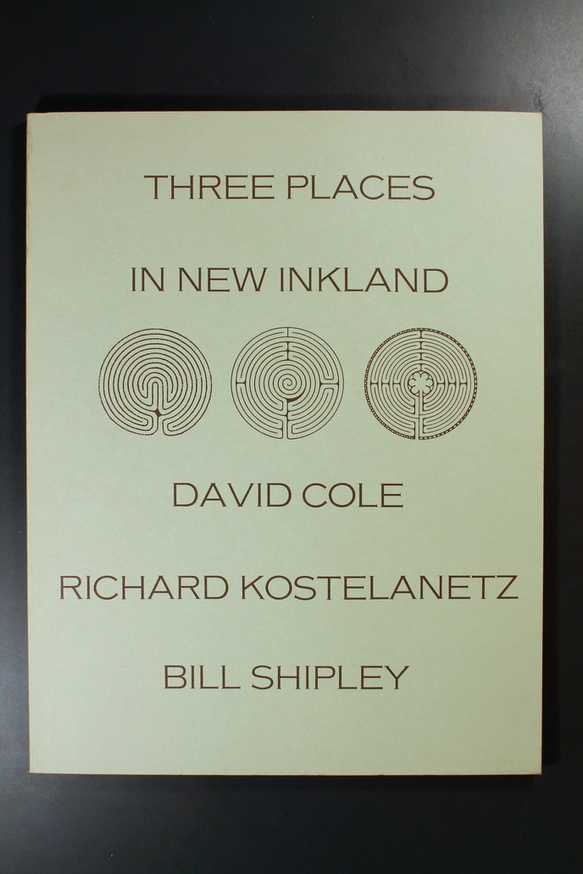 THREE PLACES
IN NEW INKLAND
DAVID COLE
RICHARD KOSTELANETZ
BILL SHIPLEY